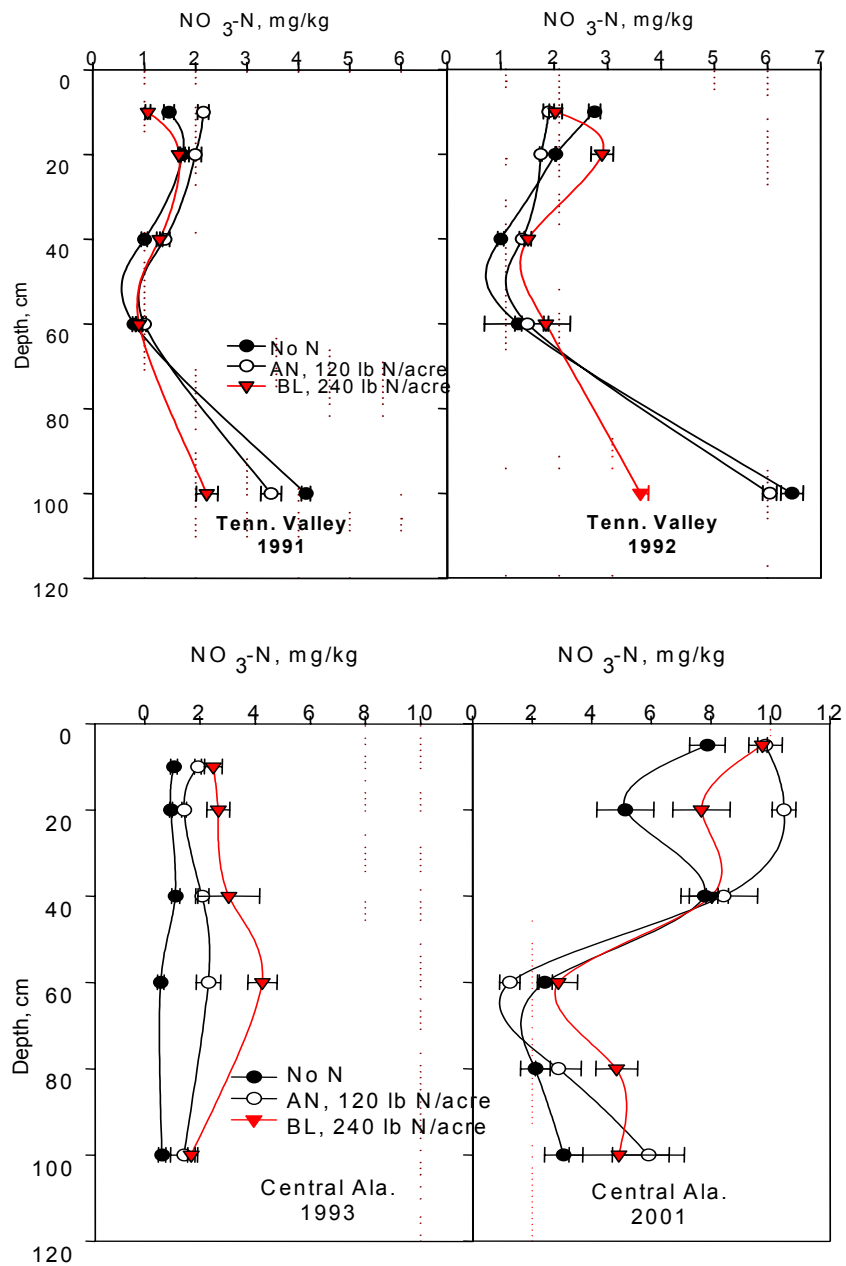 NO 3-N, mg/kg
NO 3-N, mg/kg
0 1 2 3 4 5 6
0 1 2 3 4 5 6 7
0
20
40
60
80
100
120
Depth, cm
No N
AN, 120 lb N/acre
BL, 240 lb N/acre
Tenn. Valley
1991
Tenn. Valley
1992
NO 3-N, mg/kg
NO 3-N, mg/kg
0 2 4 6 8 10
0 2 4 6 8 10 12
0
20
40
60
80
100
120
Depth, cm
No N
AN, 120 lb N/acre
BL, 240 lb N/acre
Central Ala.
1993
Central Ala.
2001